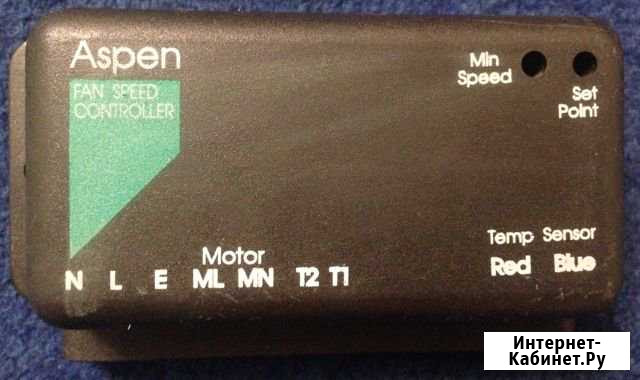 Aspen
FAN SPEED
CONTROLLER
Min
Speed
Set
Point
Temp Sensor
Red Blue
Motor
N L E ML MN T2 T1
Интернет-
Кабинет.Ру